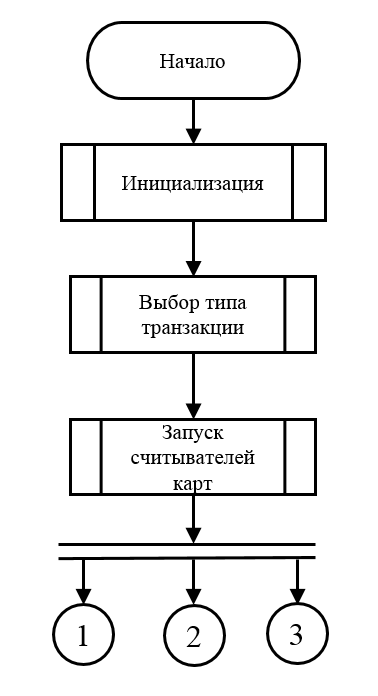 Начало
Инициализация
Выбор типа
транзакции
Запуск
считывателей
карт
1
2
3